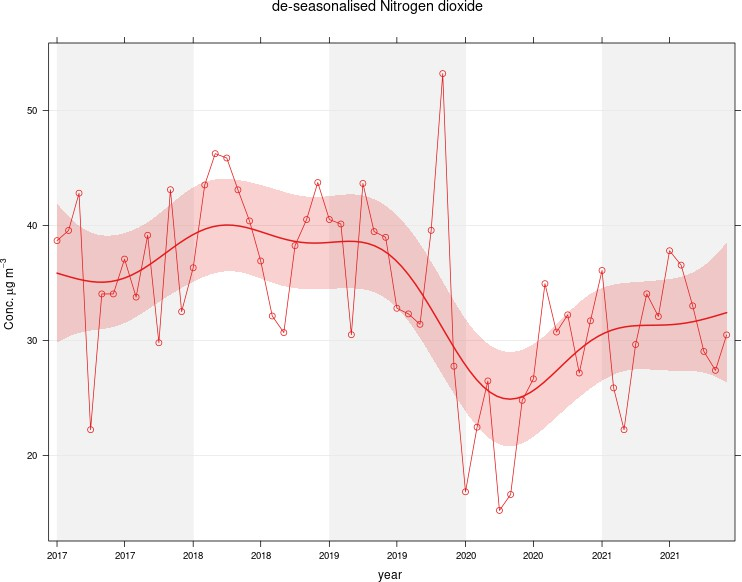 de-seasonalised Nitrogen dioxide
50
40
30
20
Conc. µg m⁻³
2017 2017 2018 2018 2019 2019 2020 2020 2021 2021
year